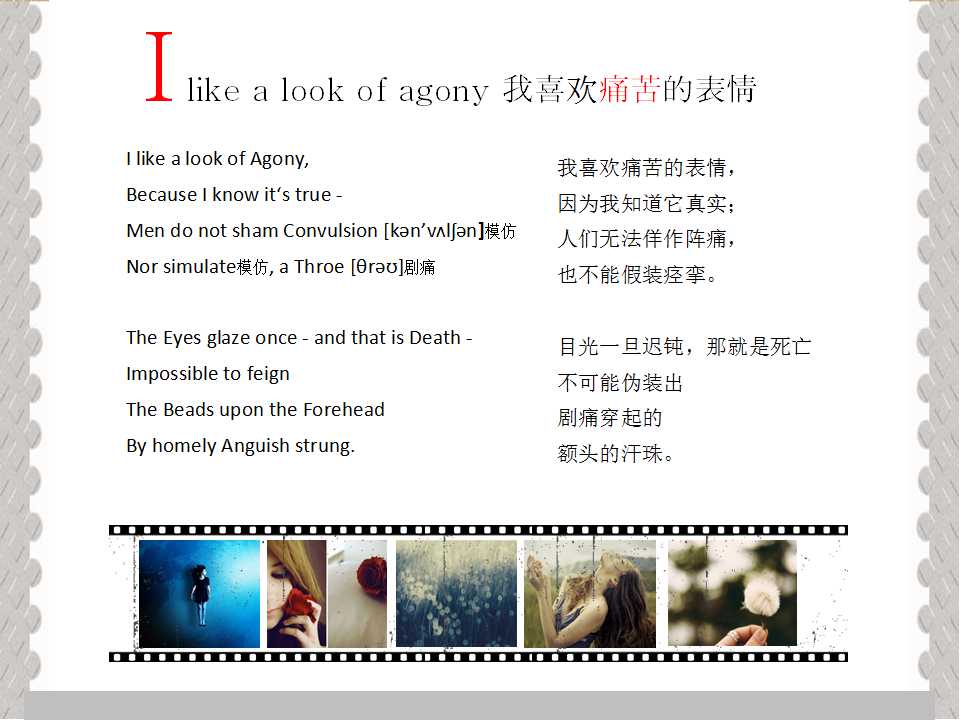 I like a look of agony 我喜欢痛苦的表情
I like a look of Agony,
Because I know it‘s true -
Men do not sham Convulsion [kən’vʌlʃən]模仿
Nor simulate模仿, a Throe [θrəʊ]剧痛
The Eyes glaze once - and that is Death -
Impossible to feign
The Beads upon the Forehead
By homely Anguish strung.
我喜欢痛苦的表情，
因为我知道它真实；
人们无法佯作阵痛，
也不能假装痉挛。
目光一旦迟钝，那就是死亡
不可能伪装出
剧痛穿起的
额头的汗珠。